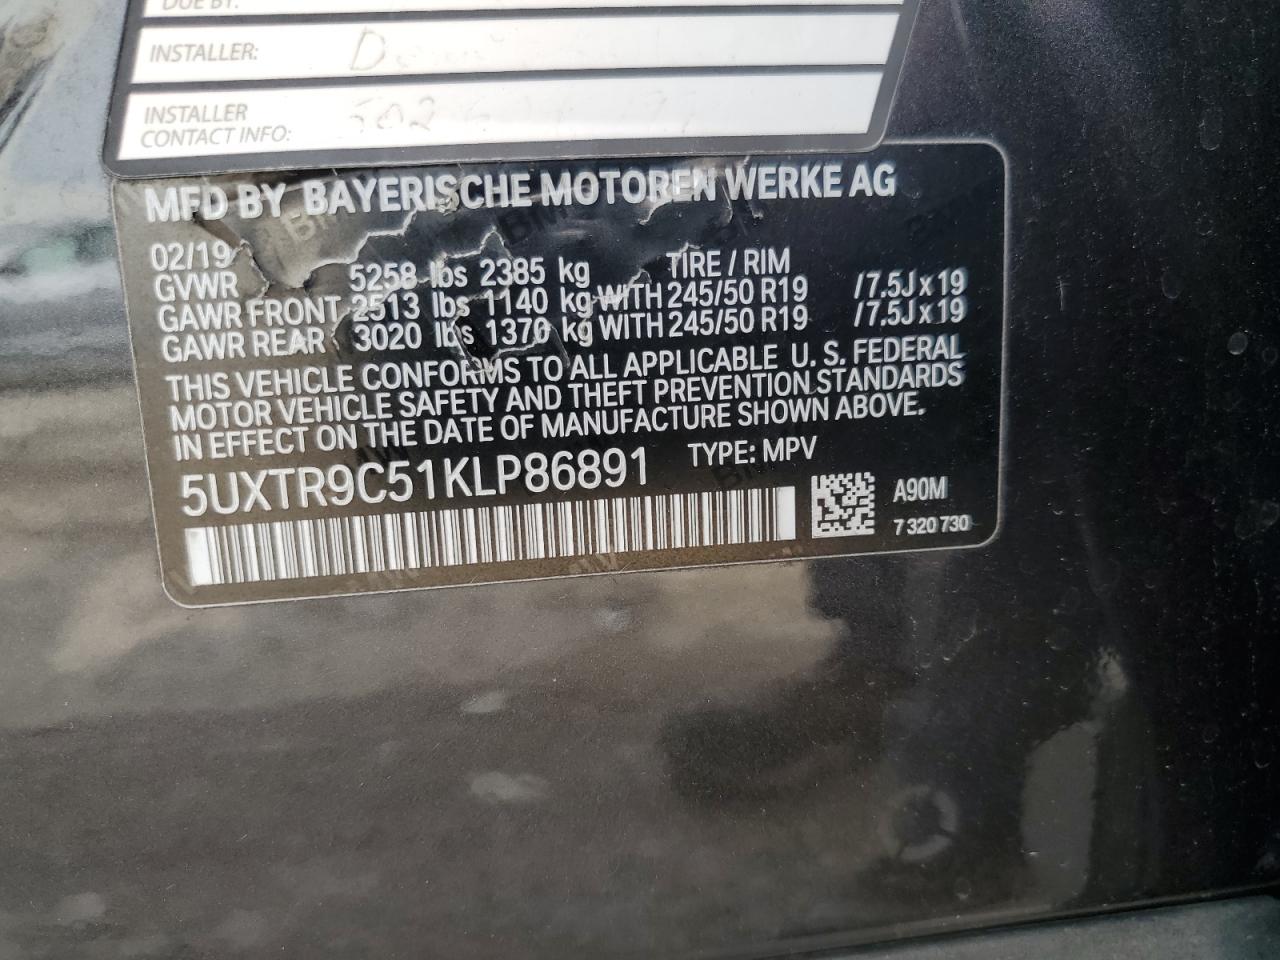 DUE BY:
INSTALLER:
INSTALLER
CONTACT INFO:
MFD BY BAYERISCHE MOTOREN WERKE AG
02/19
GVWR 5258 lbs 2385 kg TIRE / RIM
GAWR FRONT 2513 lbs 1140 kg WITH 245/50 R19 /7.5J x 19
GAWR REAR 3020 lbs 1370 kg WITH 245/50 R19 /7.5J x 19
THIS VEHICLE CONFORMS TO ALL APPLICABLE U. S. FEDERAL
MOTOR VEHICLE SAFETY AND THEFT PREVENTION STANDARDS
IN EFFECT ON THE DATE OF MANUFACTURE SHOWN ABOVE.
5UXTR9C51KLP86891 TYPE: MPV
A90M
7 320 730